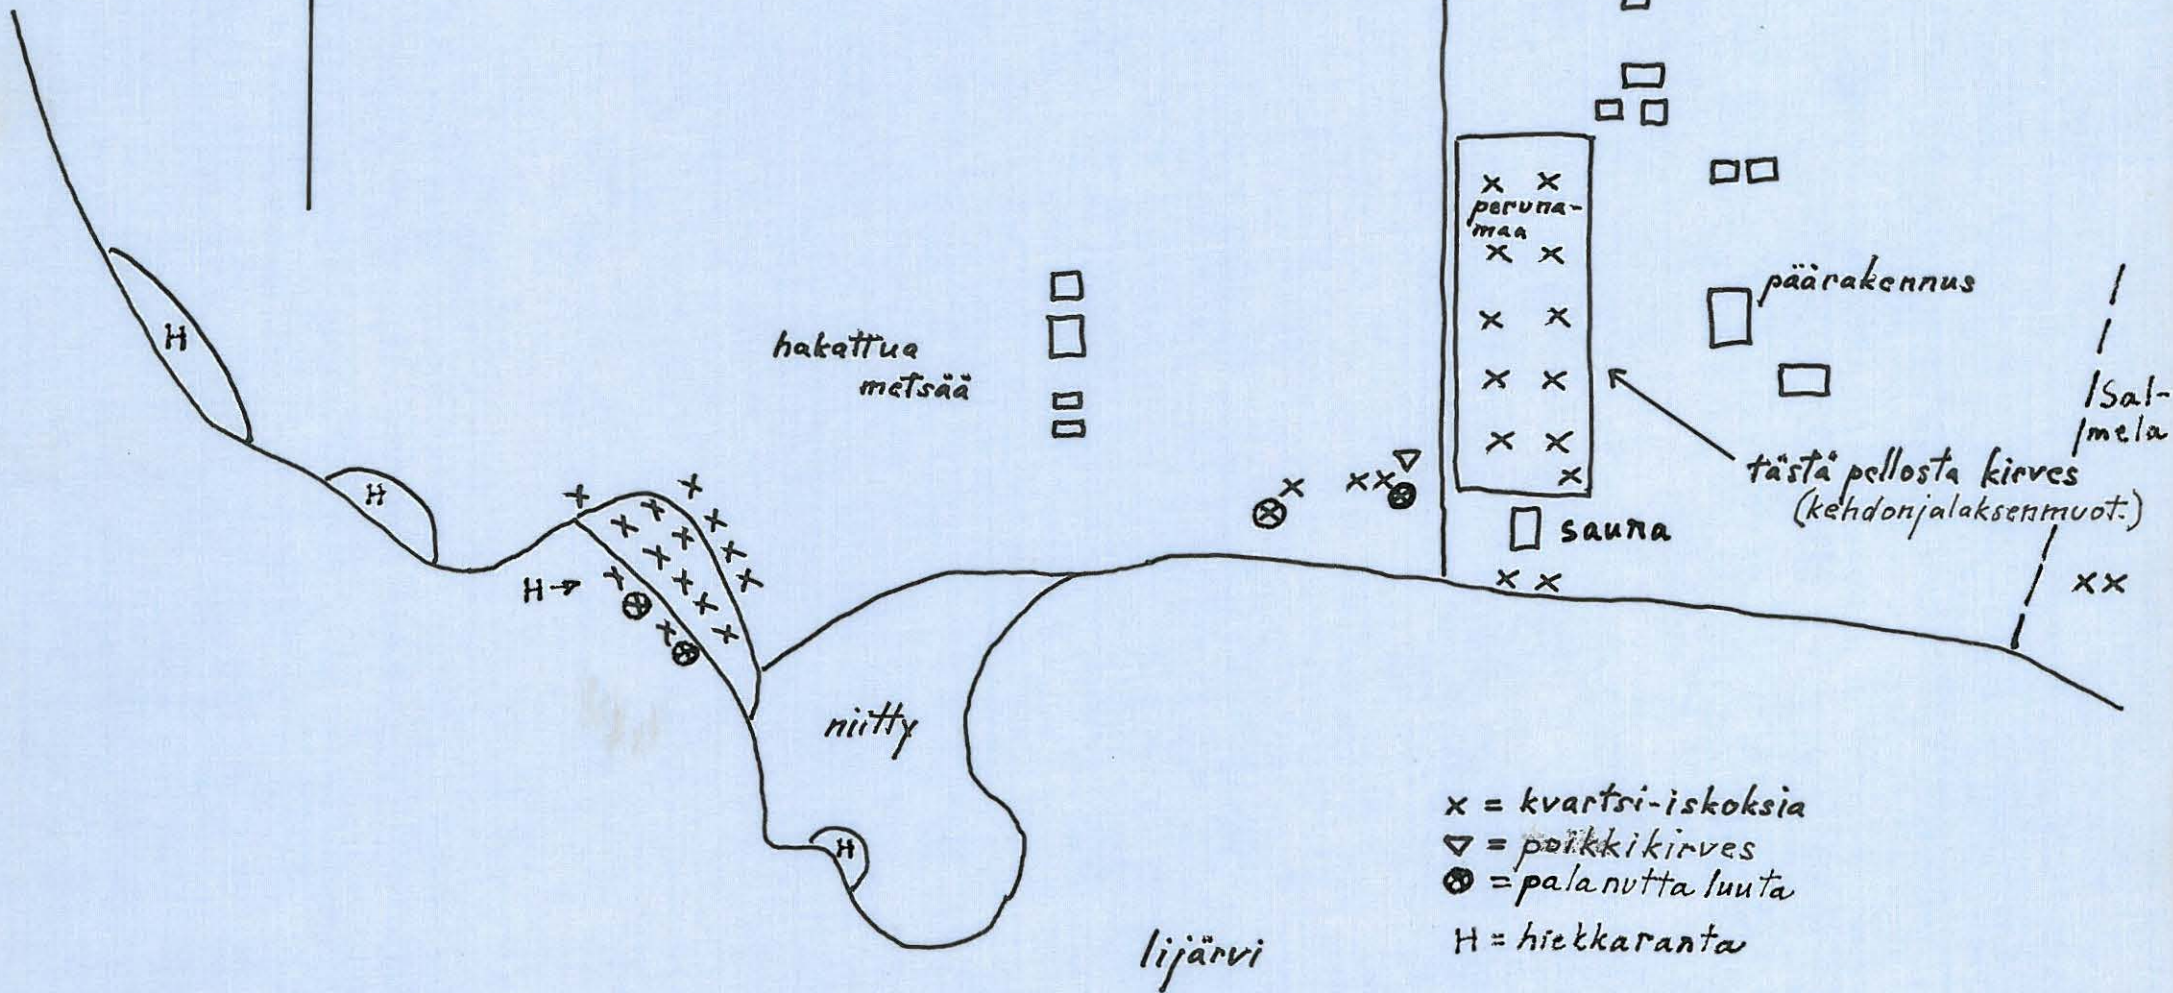 peruna-
maa
päärakennus
H
hakattua
metsää
Sal-
mela
tästä pellosta kirves
(kehdonjalaksenmuot.)
H
sauna
H →
niitty
H
Iijärvi
x = kvartsi-iskoksia
▽ = poikkikirves
⊗ = palanutta luuta
H = hiekkaranta